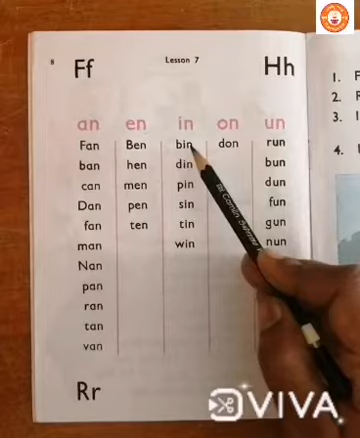 8 Ff Lesson 7 Hh
an en in on un
Fan Ben bin don run
ban hen din bun
can men pin dun
Dan pen sin fun
fan ten tin gun
man win nun
Nan
pan
ran
tan
van
Rr
1.
2.
3.
4.
VIVA